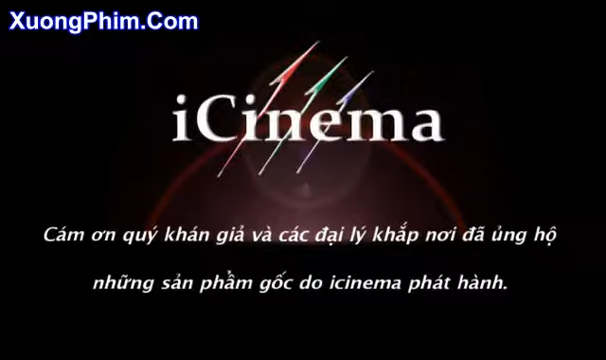 XuongPhim.Com
iCinema
Cám ơn quý khán giả và các đại lý khắp nơi đã ủng hộ
những sản phẩm gốc do icinema phát hành.